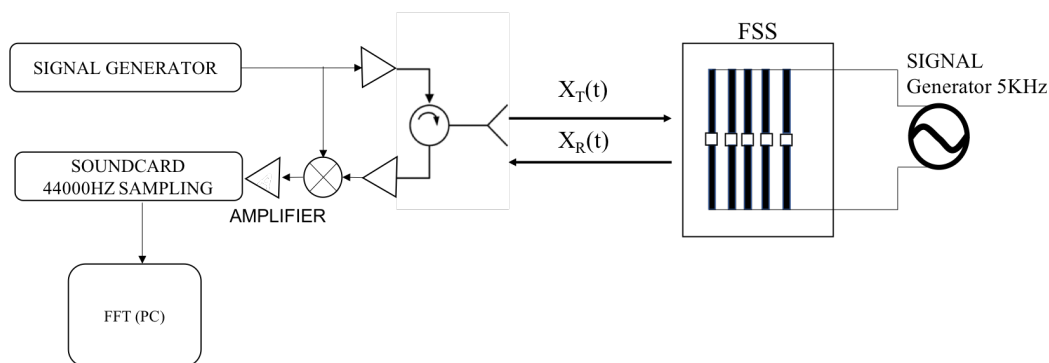 FSS
SIGNAL GENERATOR
X_T(t)
SIGNAL
Generator 5KHz
X_R(t)
SOUNDCARD
44000HZ SAMPLING
AMPLIFIER
FFT (PC)